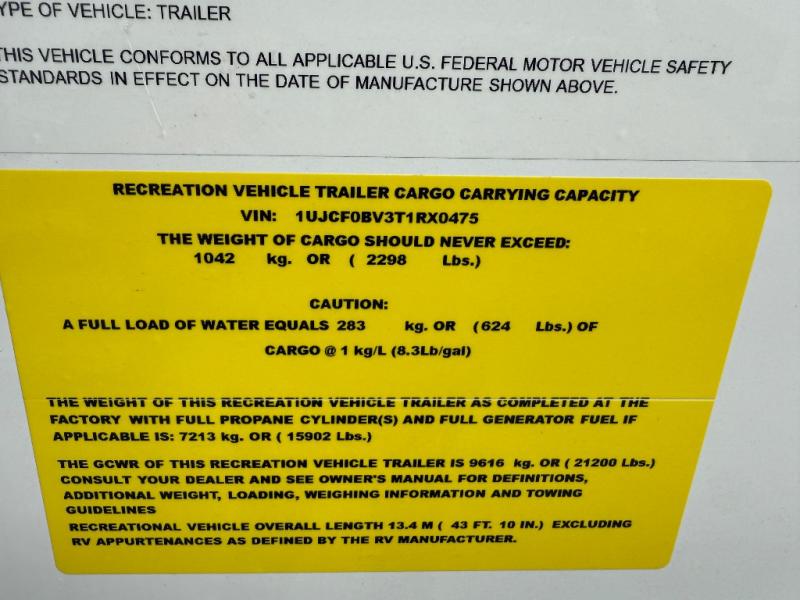 YPE OF VEHICLE: TRAILER
THIS VEHICLE CONFORMS TO ALL APPLICABLE U.S. FEDERAL MOTOR VEHICLE SAFETY
STANDARDS IN EFFECT ON THE DATE OF MANUFACTURE SHOWN ABOVE.
RECREATION VEHICLE TRAILER CARGO CARRYING CAPACITY
VIN: 1UJCF0BV3T1RX0475
THE WEIGHT OF CARGO SHOULD NEVER EXCEED:
1042 kg. OR ( 2298 Lbs.)
CAUTION:
A FULL LOAD OF WATER EQUALS 283 kg. OR (624 Lbs.) OF
CARGO @ 1 kg/L (8.3Lb/gal)
THE WEIGHT OF THIS RECREATION VEHICLE TRAILER AS COMPLETED AT THE
FACTORY WITH FULL PROPANE CYLINDER(S) AND FULL GENERATOR FUEL IF
APPLICABLE IS: 7213 kg. OR ( 15902 Lbs.)
THE GCWR OF THIS RECREATION VEHICLE TRAILER IS 9616 kg. OR ( 21200 Lbs.)
CONSULT YOUR DEALER AND SEE OWNER'S MANUAL FOR DEFINITIONS,
ADDITIONAL WEIGHT, LOADING, WEIGHING INFORMATION AND TOWING
GUIDELINES
RECREATIONAL VEHICLE OVERALL LENGTH 13.4 M ( 43 FT. 10 IN.) EXCLUDING
RV APPURTENANCES AS DEFINED BY THE RV MANUFACTURER.